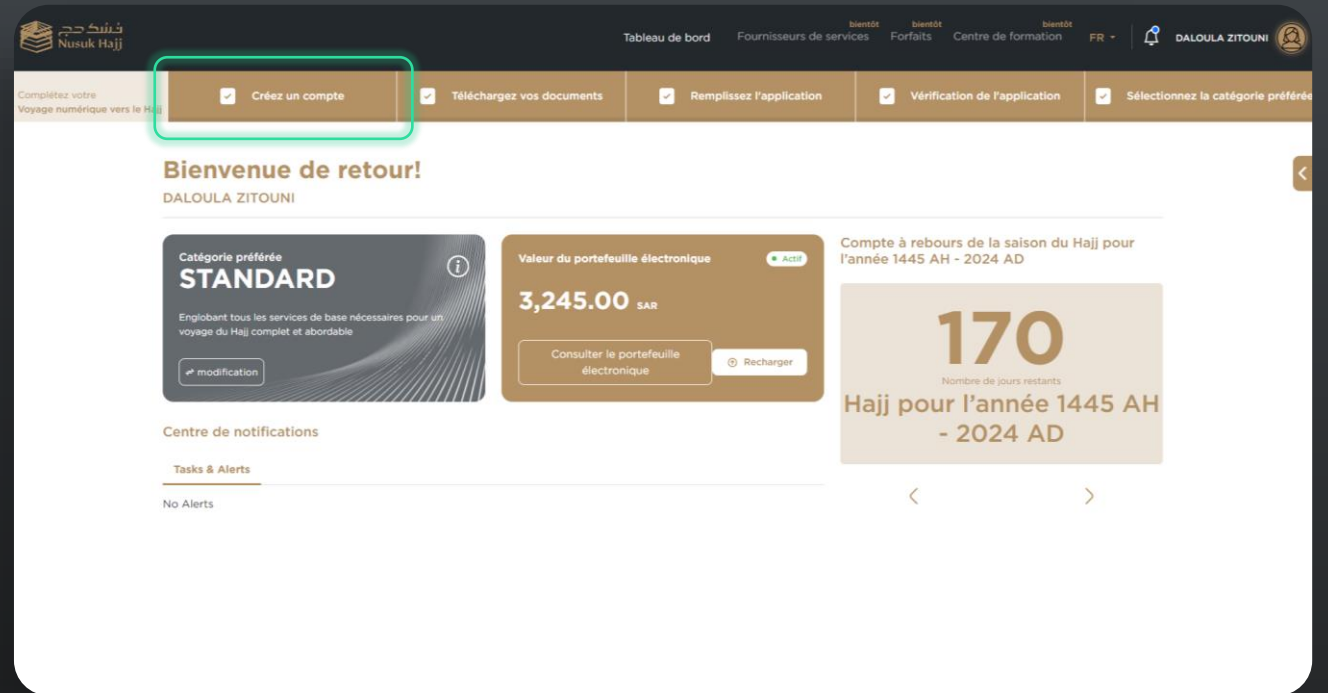 نسك حج
Nusuk Hajj
Tableau de bord
Fournisseurs de services
bientôt
Forfaits
bientôt
Centre de formation
bientôt
FR
DALOULA ZITOUNI
Complétez votre
Voyage numérique vers le Hajj
Créez un compte
Téléchargez vos documents
Remplissez l'application
Vérification de l'application
Sélectionnez la catégorie préférée
Bienvenue de retour!
DALOULA ZITOUNI
Catégorie préférée
STANDARD
Englobant tous les services de base nécessaires pour un
voyage du Hajj complet et abordable
modification
Valeur du portefeuille électronique
Actif
3,245.00 SAR
Consulter le portefeuille
électronique
Recharger
Compte à rebours de la saison du Hajj pour
l'année 1445 AH - 2024 AD
170
Nombre de jours restants
Hajj pour l'année 1445 AH
- 2024 AD
Centre de notifications
Tasks & Alerts
No Alerts